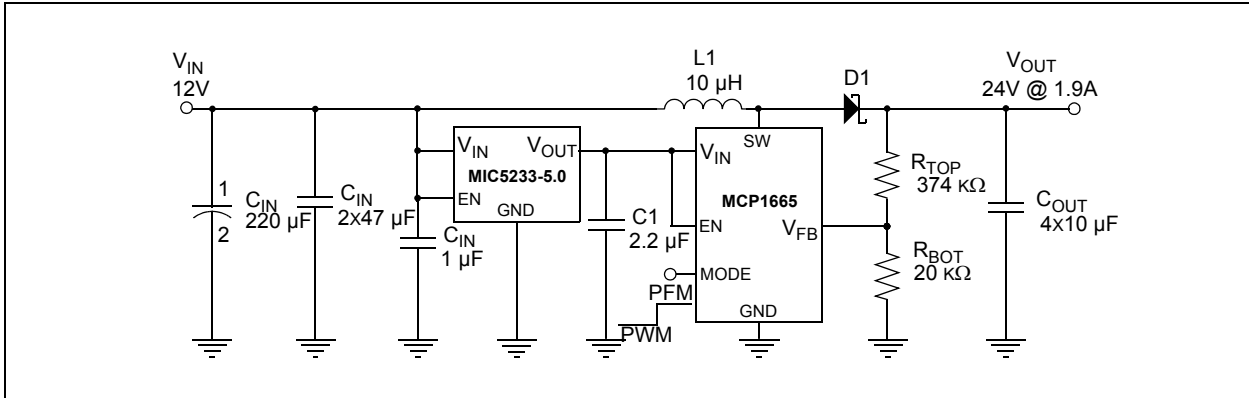 V_IN
12V
L1
10 µH
D1
V_OUT
24V @ 1.9A
1
2
C_IN
220 µF
C_IN
2x47 µF
V_IN
V_OUT
MIC5233-5.0
EN
GND
C_IN
1 µF
C1
2.2 µF
SW
V_IN
MCP1665
EN
V_FB
MODE
GND
PFM
PWM
R_TOP
374 KΩ
R_BOT
20 KΩ
C_OUT
4x10 µF